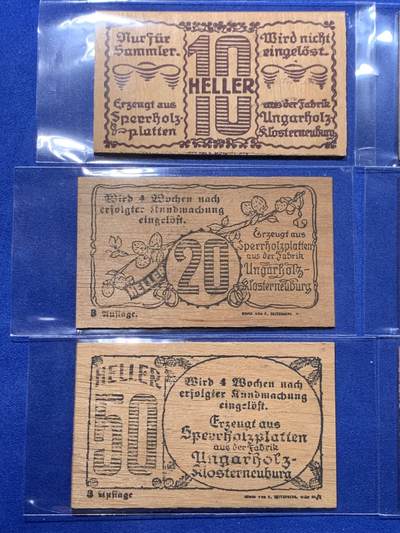 Nur für
Sammler.
10
HELLER
Wird nicht
eingelöst.
Erzeugt aus
Sperrholz-
platten
aus der Fabrik
Ungarholz-
Klosterneuburg
Wird 4 Wochen nach
erfolgter Kundmachung
eingelöst.
HELLER
20
Erzeugt aus
Sperrholzplatten
aus der Fabrik
Ungarholz-
Klosterneuburg
3 Auflage.
HELLER
50
Wird 4 Wochen nach
erfolgter Kundmachung
eingelöst.
Erzeugt aus
Sperrholzplatten
aus der Fabrik
Ungarholz-
Klosterneuburg
3 Auflage